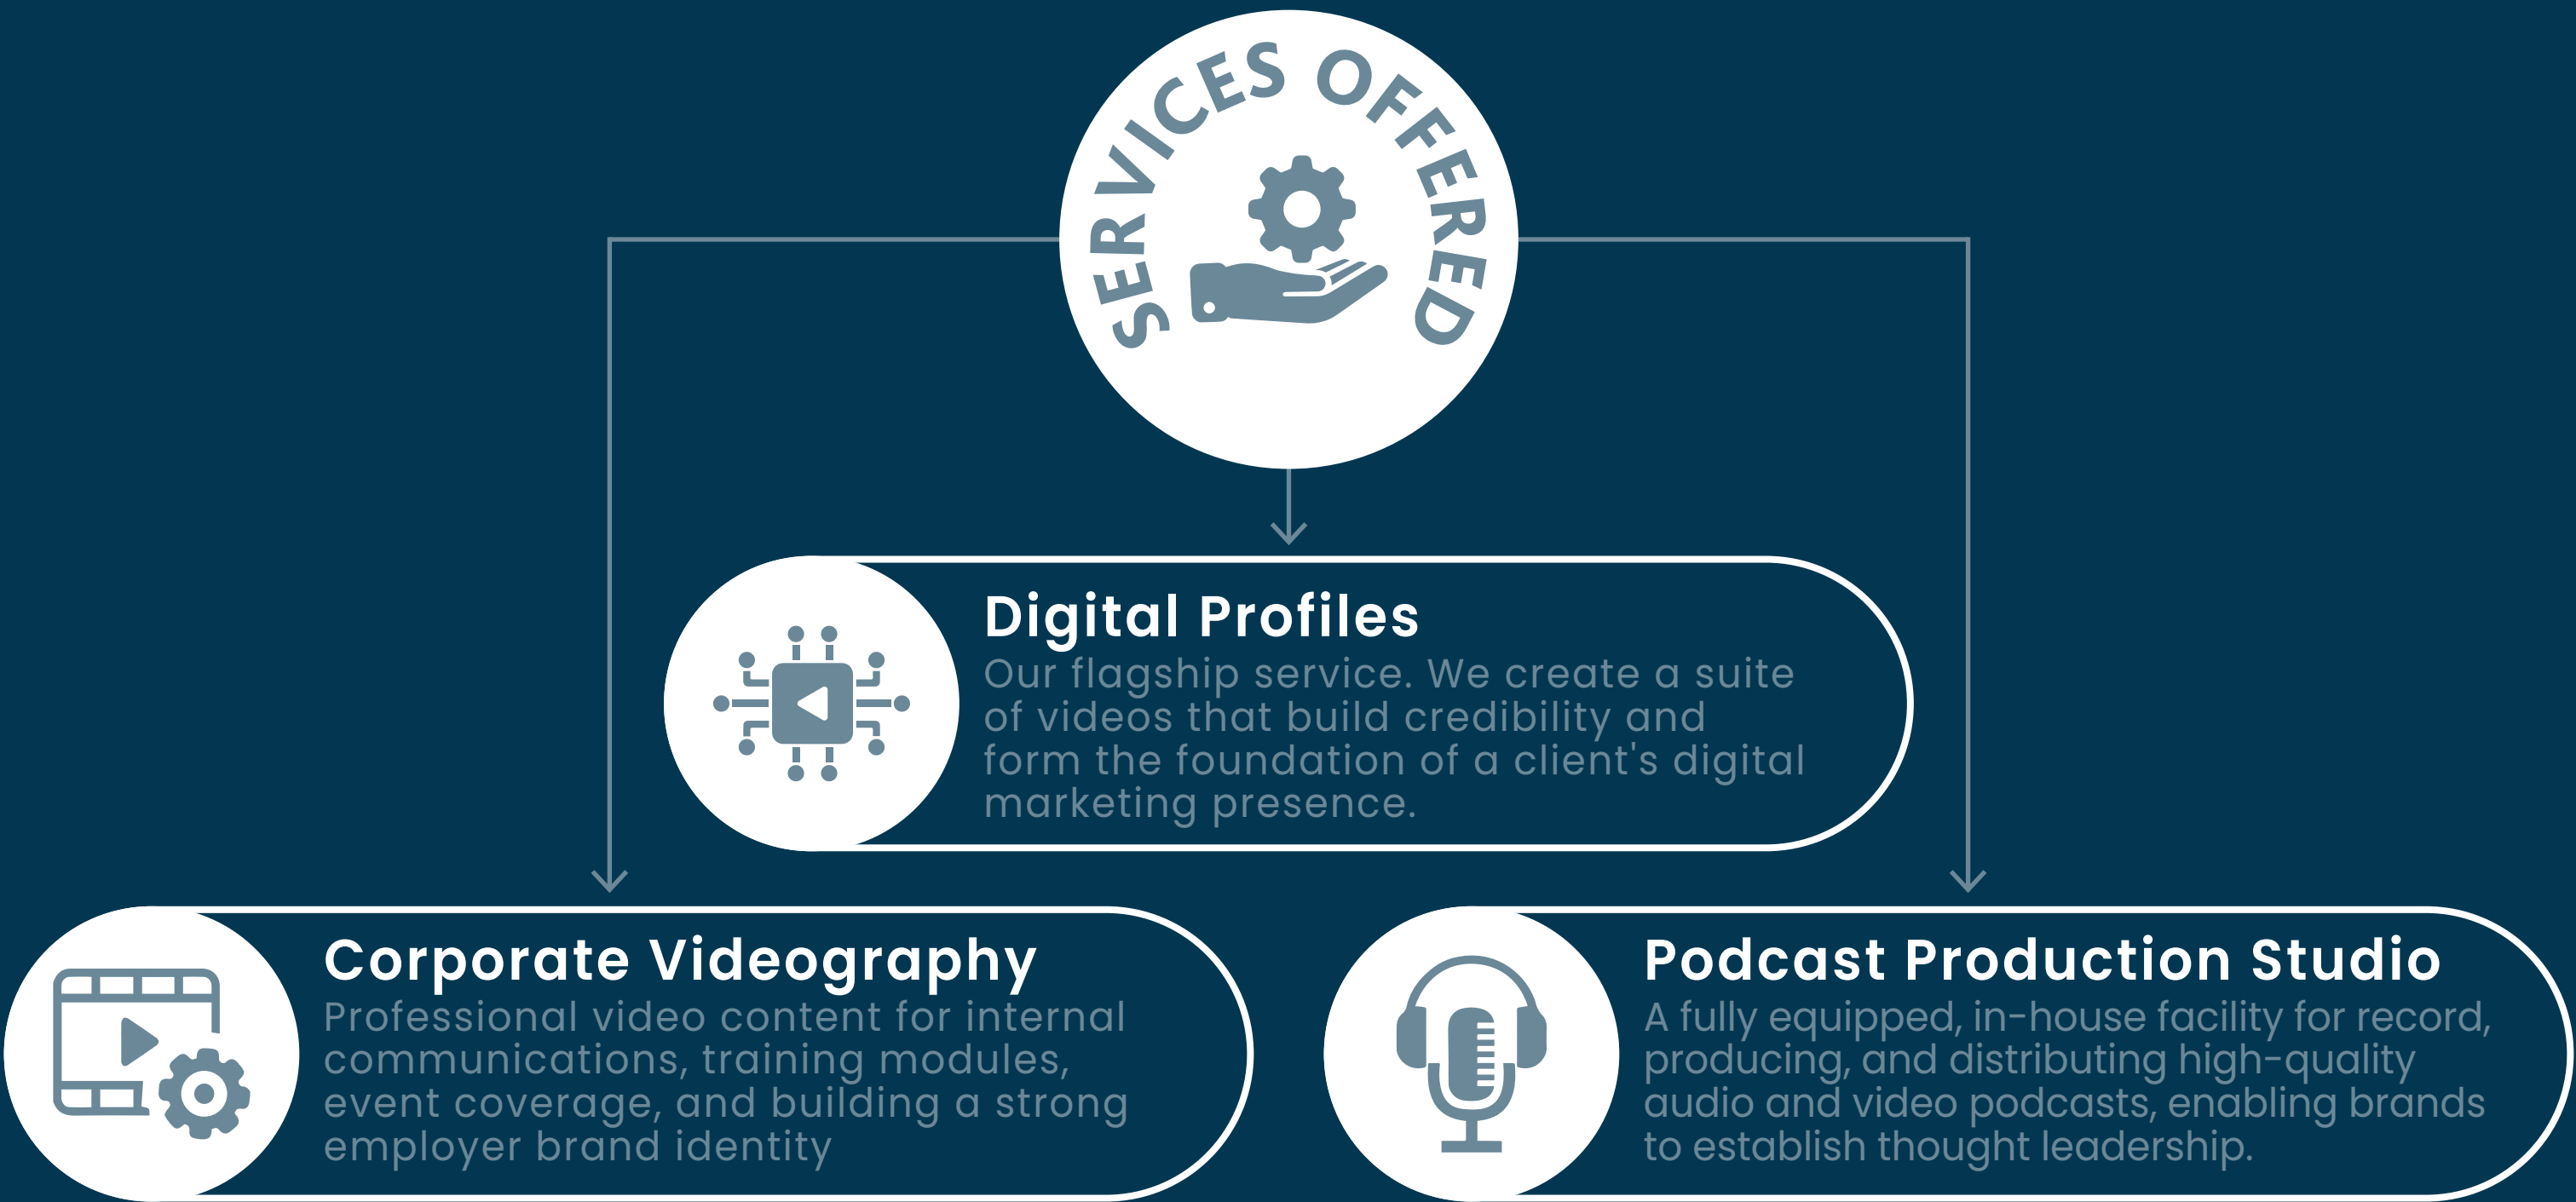 SERVICES OFFERED
Digital Profiles
Our flagship service. We create a suite
of videos that build credibility and
form the foundation of a client's digital
marketing presence.
Corporate Videography
Professional video content for internal
communications, training modules,
event coverage, and building a strong
employer brand identity
Podcast Production Studio
A fully equipped, in-house facility for record,
producing, and distributing high-quality
audio and video podcasts, enabling brands
to establish thought leadership.